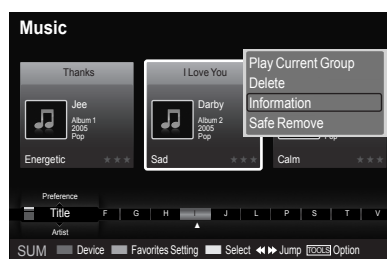 Music
Thanks
Jee
Album 1
2005
Pop
Energetic
I Love You
Darby
Album 2
2005
Pop
Sad
Pop
Calm
Play Current Group
Delete
Information
Safe Remove
Preference
Title F G H I J L P S T V
Artist
SUM Device Favorites Setting Select Jump TOOLS Option